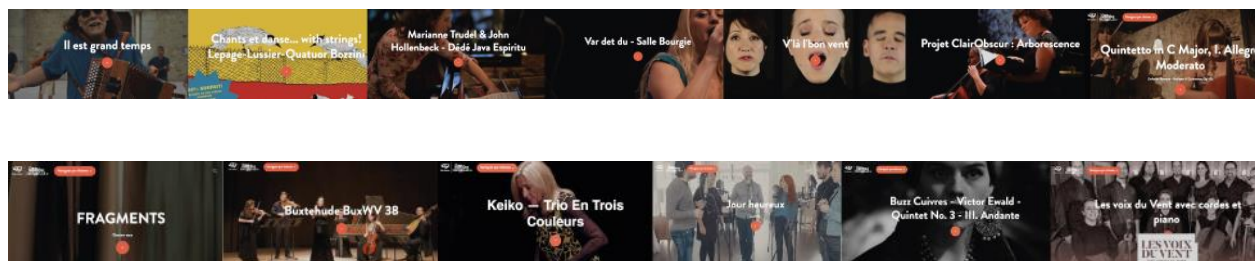 Il est grand temps
Chants et danse... with strings!
Lepage-Lussier-Quatuor Bozzini
Marianne Trudel & John
Hollenbeck - Dédé Java Espiritu
Var det du - Salle Bourgie
V'là l'bon vent
Projet ClairObscur : Arborescence
Quintetto in C Major, I. Allegr
Moderato
FRAGMENTS
Buxtehude BuxWV 38
Keiko — Trio En Trois
Couleurs
Jour heureux
Buzz Cuivres - Victor Ewald -
Quintet No. 3 - III. Andante
Les voix du Vent avec cordes et
piano
LES VOIX
DU VENT